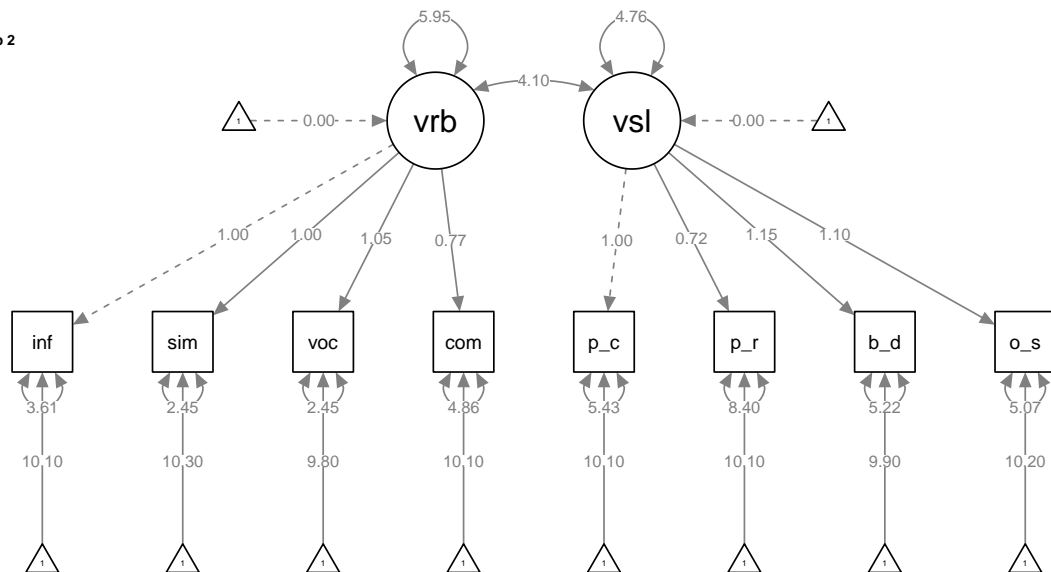 5.95 4.76
p 2
4.10
1 0.00 vrb vsl 0.00 1
1.00 1.00 1.05 0.77 1.00 0.72 1.15 1.10
inf sim voc com p_c p_r b_d o_s
3.61 2.45 2.45 4.86 5.43 8.40 5.22 5.07
10.10 10.30 9.80 10.10 10.10 10.10 9.90 10.20
1 1 1 1 1 1 1 1